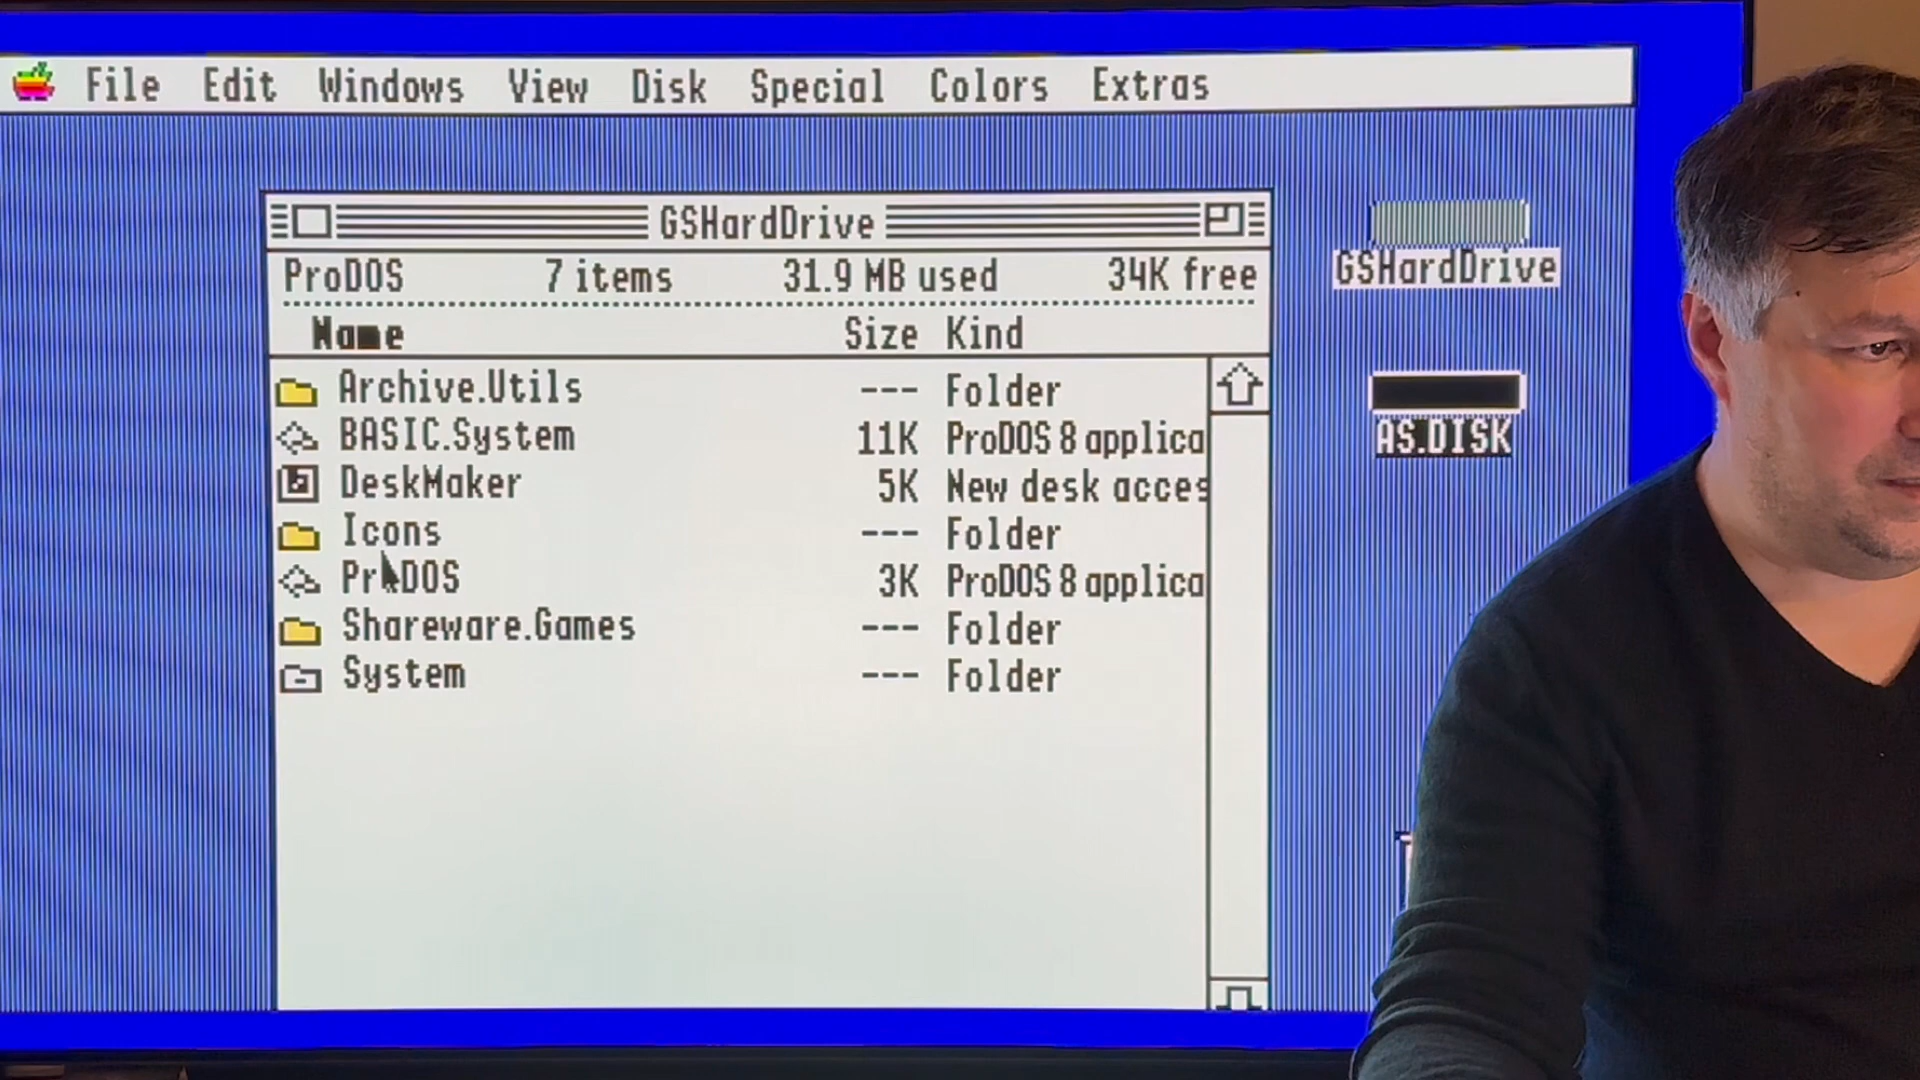 File Edit Windows View Disk Special Colors Extras
GSHardDrive
ProDOS 7 items 31.9 MB used 34K free
Name Size Kind
Archive.Utils --- Folder
BASIC.System 11K ProDOS 8 applica
DeskMaker 5K New desk acces
Icons --- Folder
ProDOS 3K ProDOS 8 applica
Shareware.Games --- Folder
System --- Folder
GSHardDrive
AS.DISK